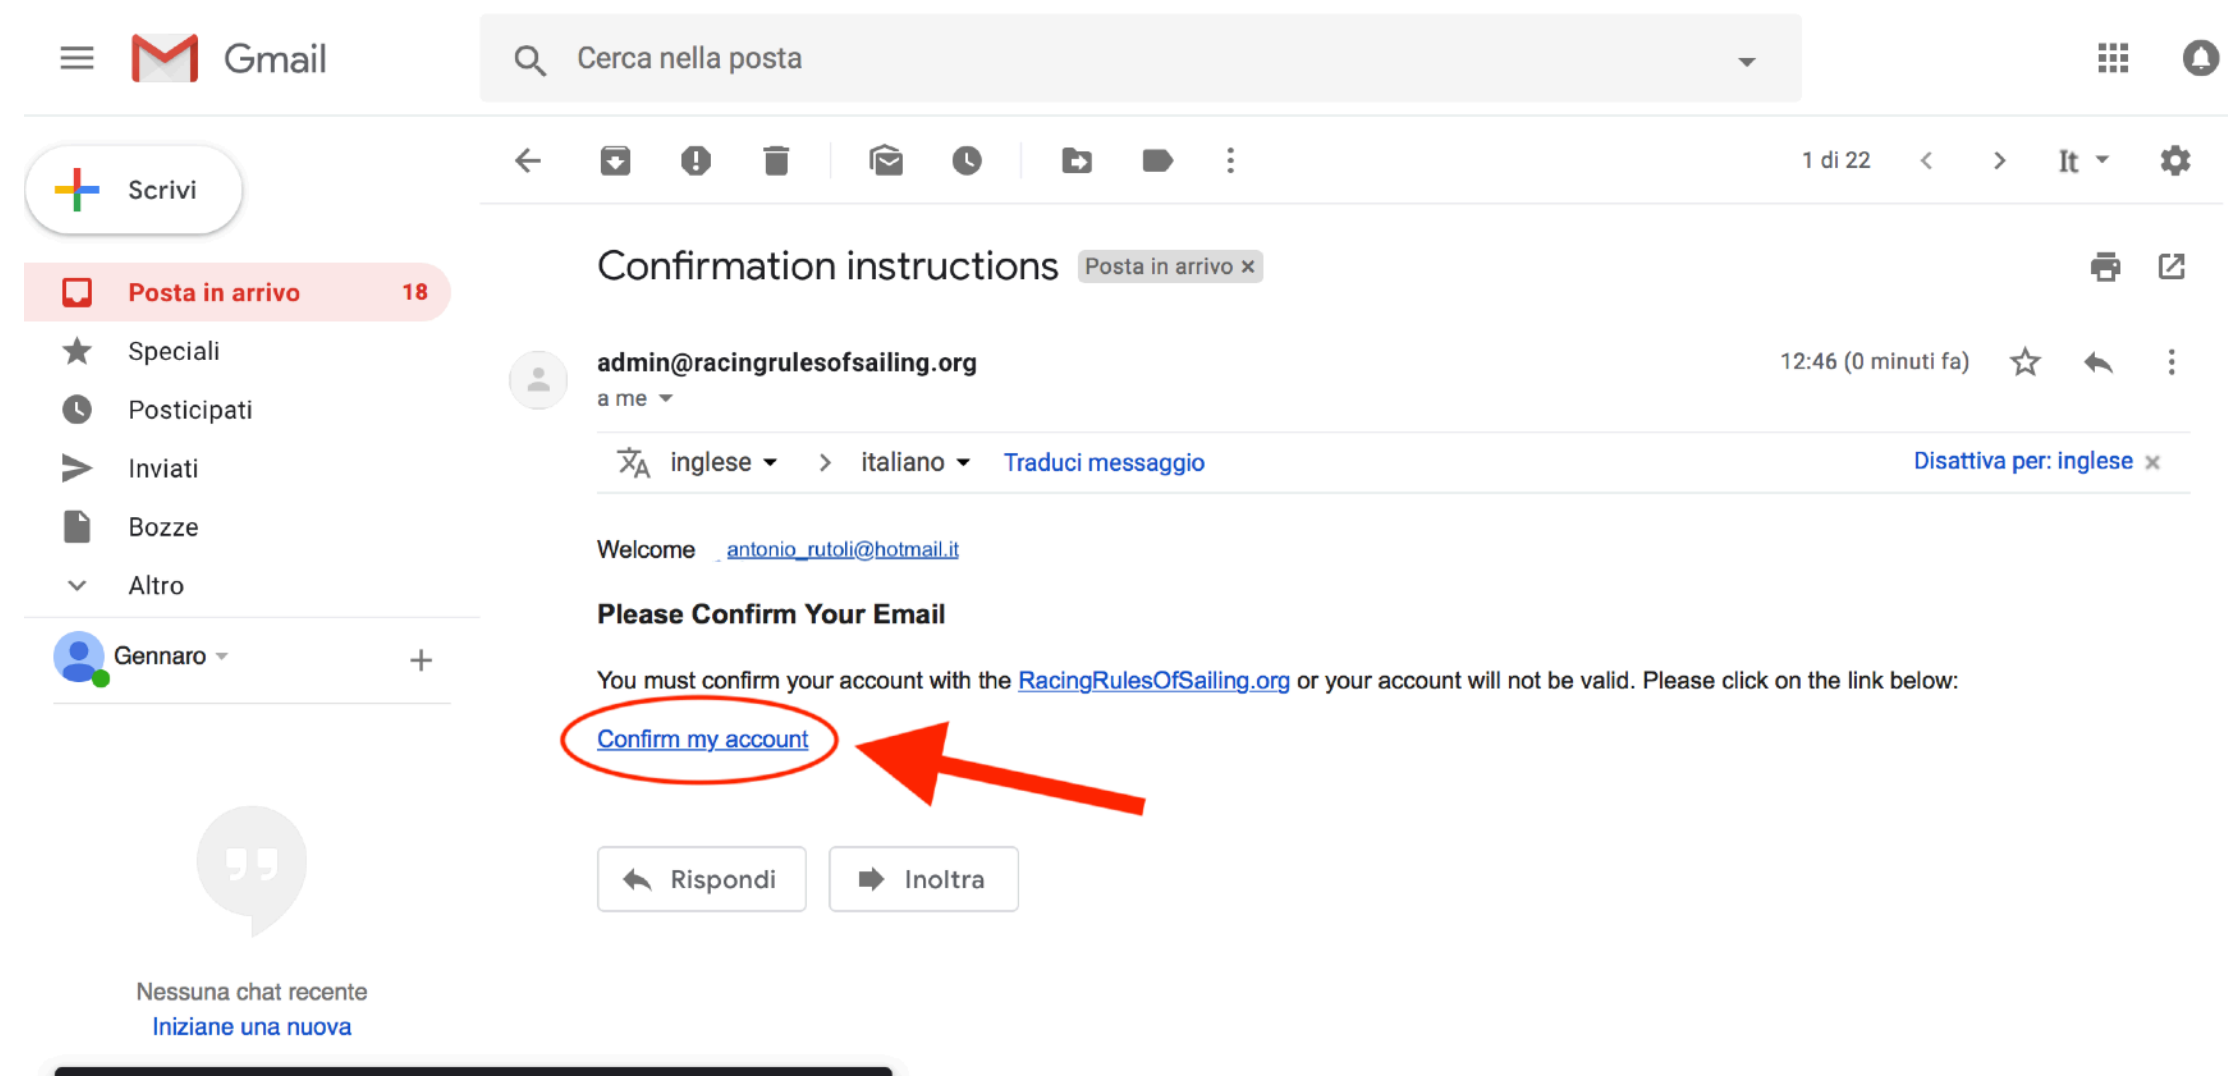 Gmail
Cerca nella posta
Scrivi
1 di 22
It
Confirmation instructions
Posta in arrivo ×
Posta in arrivo 18
Speciali
Posticipati
Inviati
Bozze
Altro
Gennaro
Nessuna chat recente
Iniziane una nuova
admin@racingrulesofsailing.org
12:46 (0 minuti fa)
a me
inglese > italiano Traduci messaggio
Disattiva per: inglese ×
Welcome antonio_rutoli@hotmail.it
Please Confirm Your Email
You must confirm your account with the RacingRulesOfSailing.org or your account will not be valid. Please click on the link below:
Confirm my account
Rispondi
Inoltra